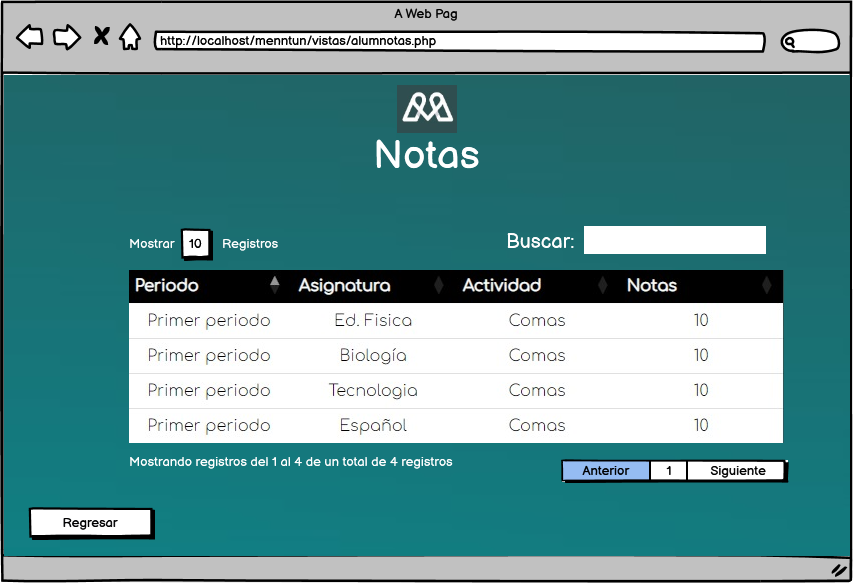 A Web Pag
http://localhost/menntun/vistas/alumnotas.php
Notas
Mostrar 10 Registros Buscar:
Periodo Asignatura Actividad Notas
Primer periodo Ed. Fisica Comas 10
Primer periodo Biología Comas 10
Primer periodo Tecnologia Comas 10
Primer periodo Español Comas 10
Mostrando registros del 1 al 4 de un total de 4 registros
Anterior 1 Siguiente
Regresar